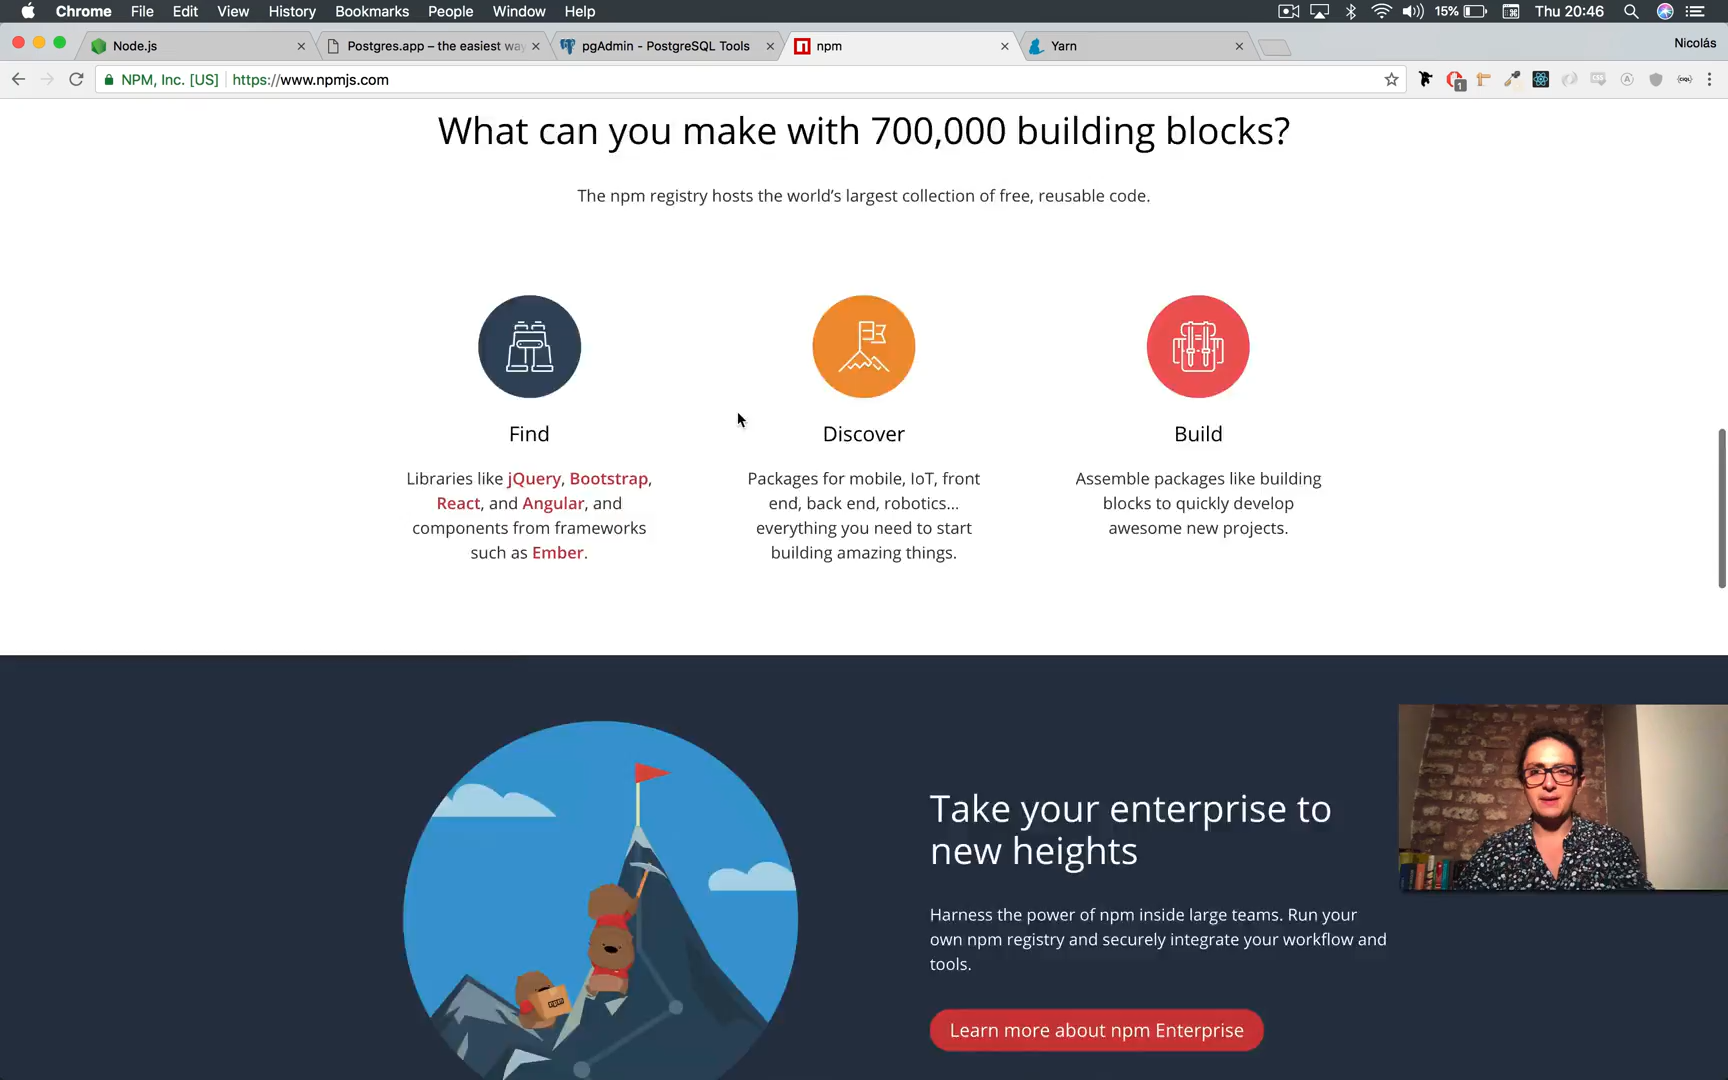 Chrome File Edit View History Bookmarks People Window Help 15% Thu 20:46
Node.js Postgres.app – the easiest way pgAdmin - PostgreSQL Tools npm Yarn Nicolás
NPM, Inc. [US] https://www.npmjs.com 1
What can you make with 700,000 building blocks?
The npm registry hosts the world's largest collection of free, reusable code.
Find
Libraries like jQuery, Bootstrap,
React, and Angular, and
components from frameworks
such as Ember.
Discover
Packages for mobile, IoT, front
end, back end, robotics...
everything you need to start
building amazing things.
Build
Assemble packages like building
blocks to quickly develop
awesome new projects.
npm
Take your enterprise to
new heights
Harness the power of npm inside large teams. Run your
own npm registry and securely integrate your workflow and
tools.
Learn more about npm Enterprise